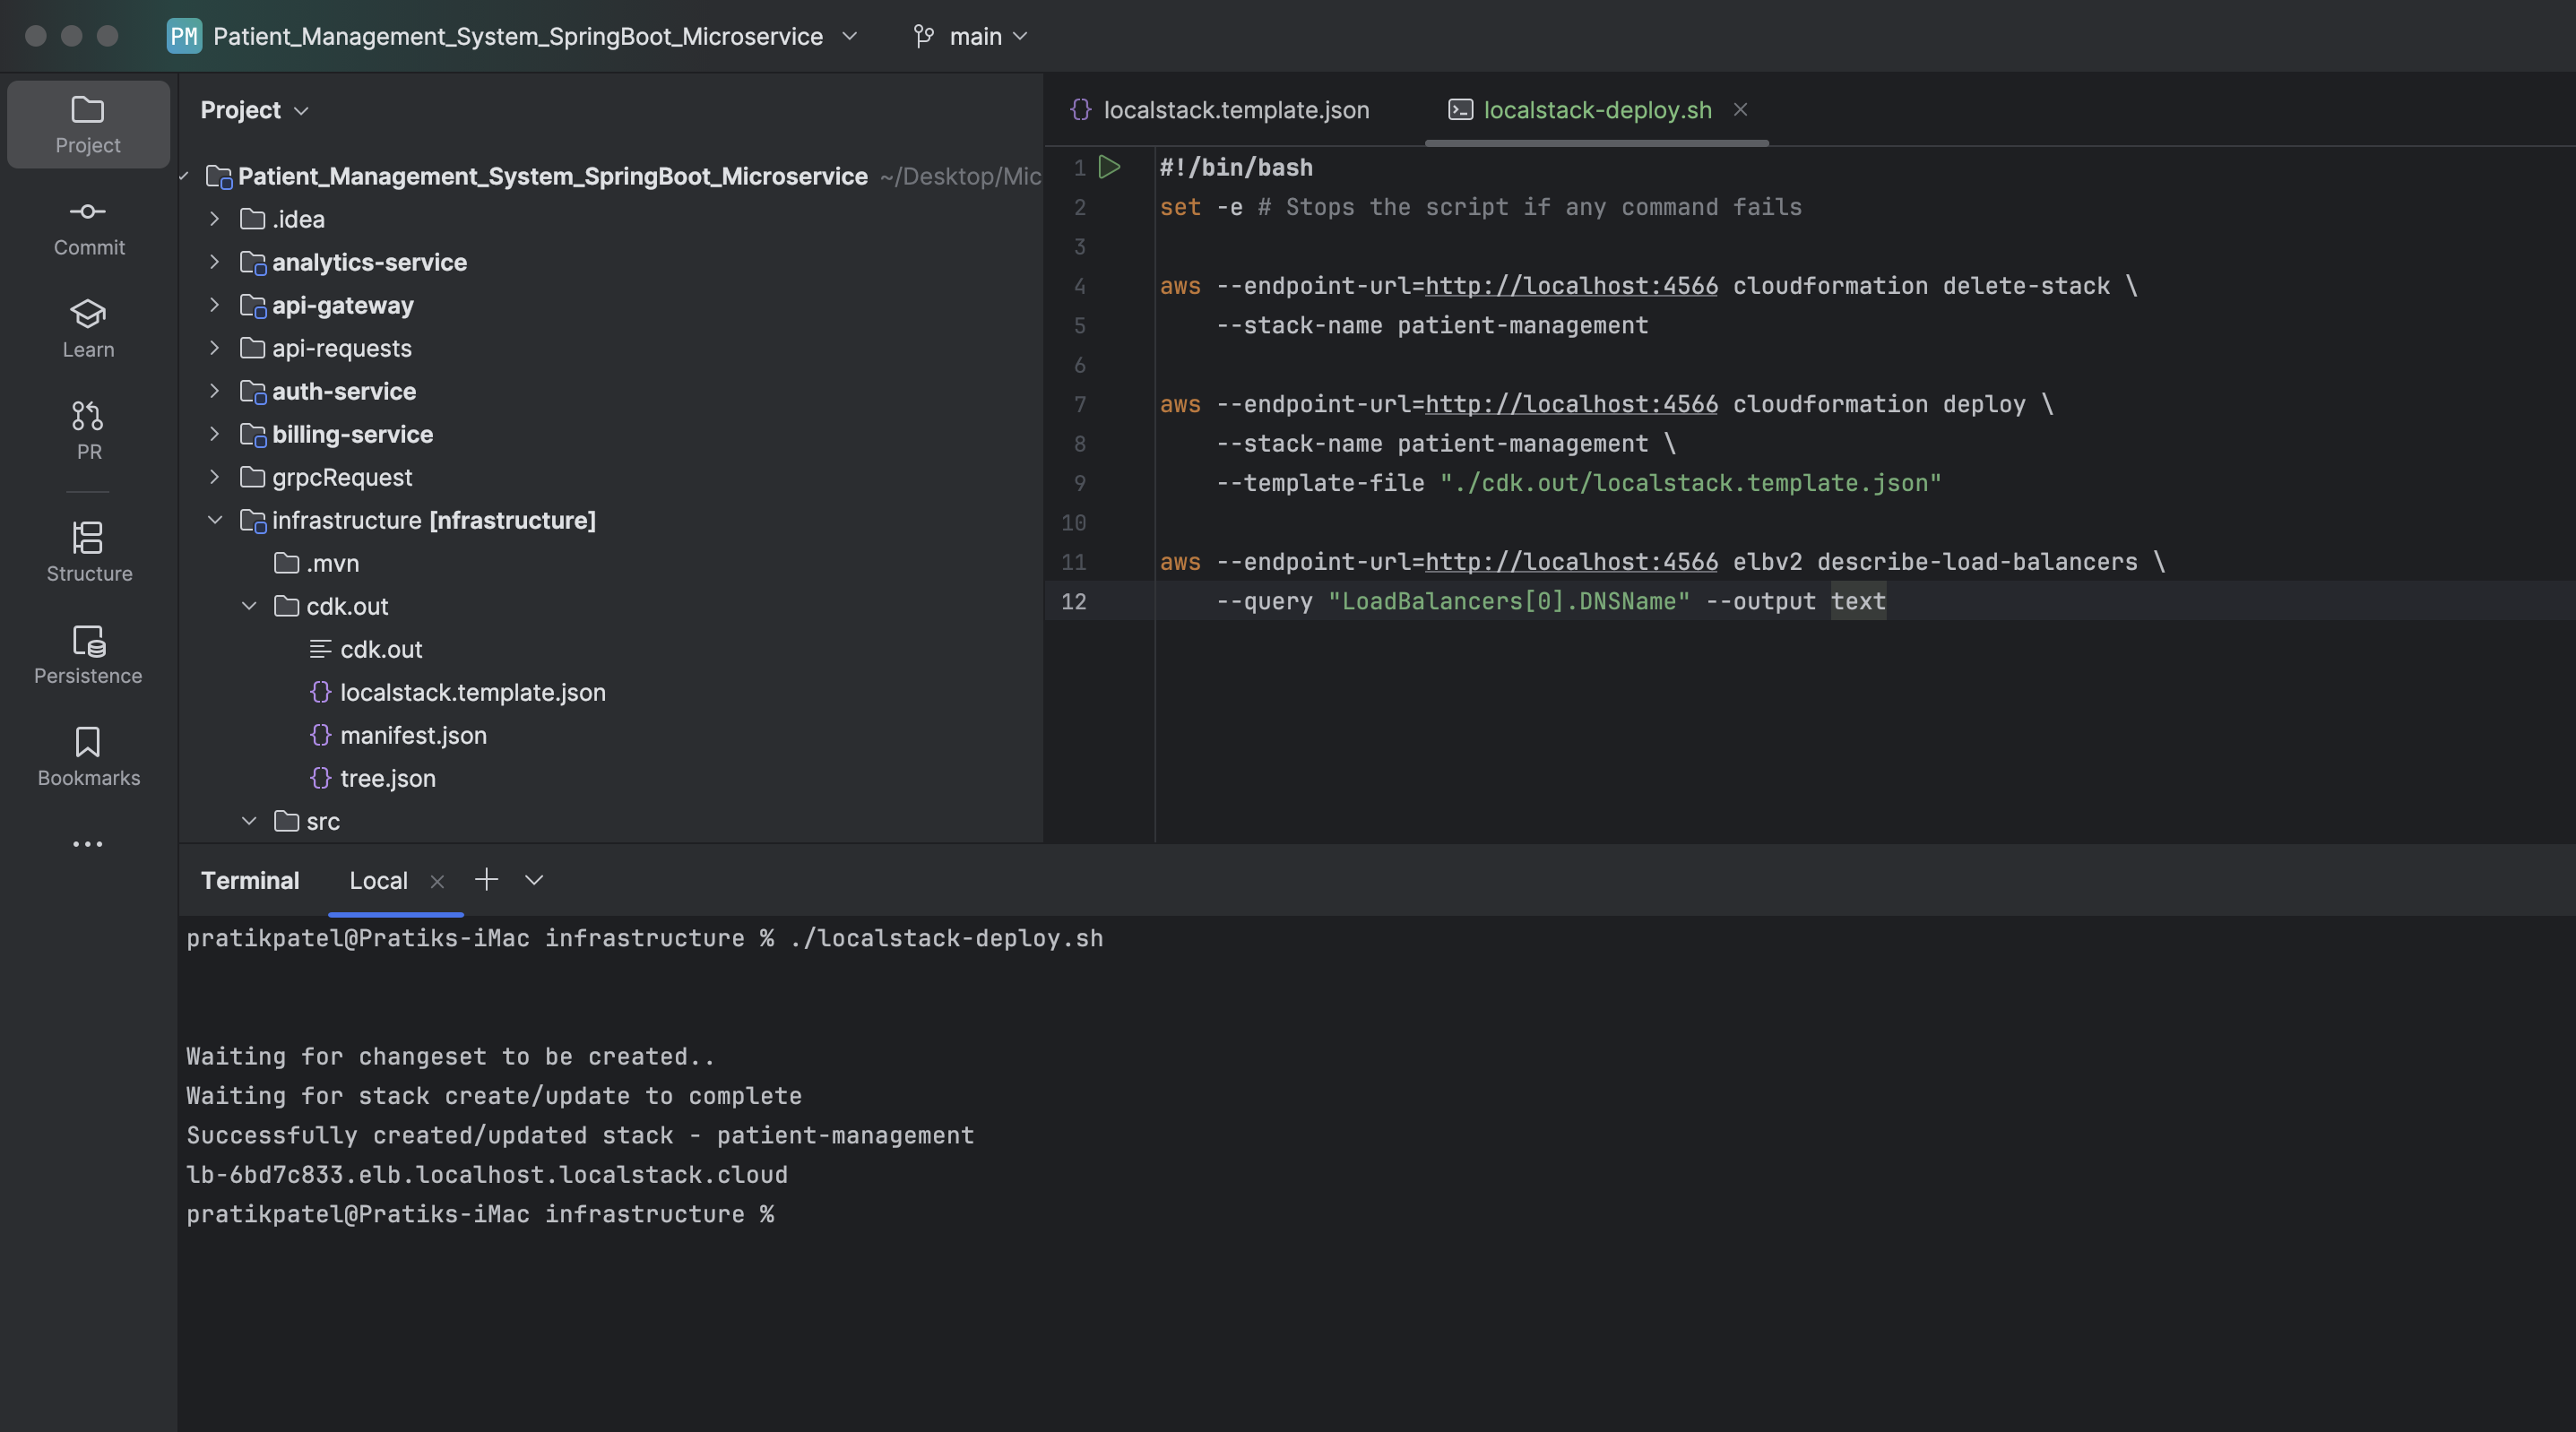 PM Patient_Management_System_SpringBoot_Microservice main
Project
Commit
Learn
PR
Structure
Persistence
Bookmarks
Project
Patient_Management_System_SpringBoot_Microservice ~/Desktop/Mic
.idea
analytics-service
api-gateway
api-requests
auth-service
billing-service
grpcRequest
infrastructure [nfrastructure]
.mvn
cdk.out
cdk.out
localstack.template.json
manifest.json
tree.json
src
localstack.template.json localstack-deploy.sh
1 #!/bin/bash
2 set -e # Stops the script if any command fails
3
4 aws --endpoint-url=http://localhost:4566 cloudformation delete-stack \
5 --stack-name patient-management
6
7 aws --endpoint-url=http://localhost:4566 cloudformation deploy \
8 --stack-name patient-management \
9 --template-file "./cdk.out/localstack.template.json"
10
11 aws --endpoint-url=http://localhost:4566 elbv2 describe-load-balancers \
12 --query "LoadBalancers[0].DNSName" --output text
Terminal Local
pratikpatel@Pratiks-iMac infrastructure % ./localstack-deploy.sh
Waiting for changeset to be created..
Waiting for stack create/update to complete
Successfully created/updated stack - patient-management
lb-6bd7c833.elb.localhost.localstack.cloud
pratikpatel@Pratiks-iMac infrastructure %